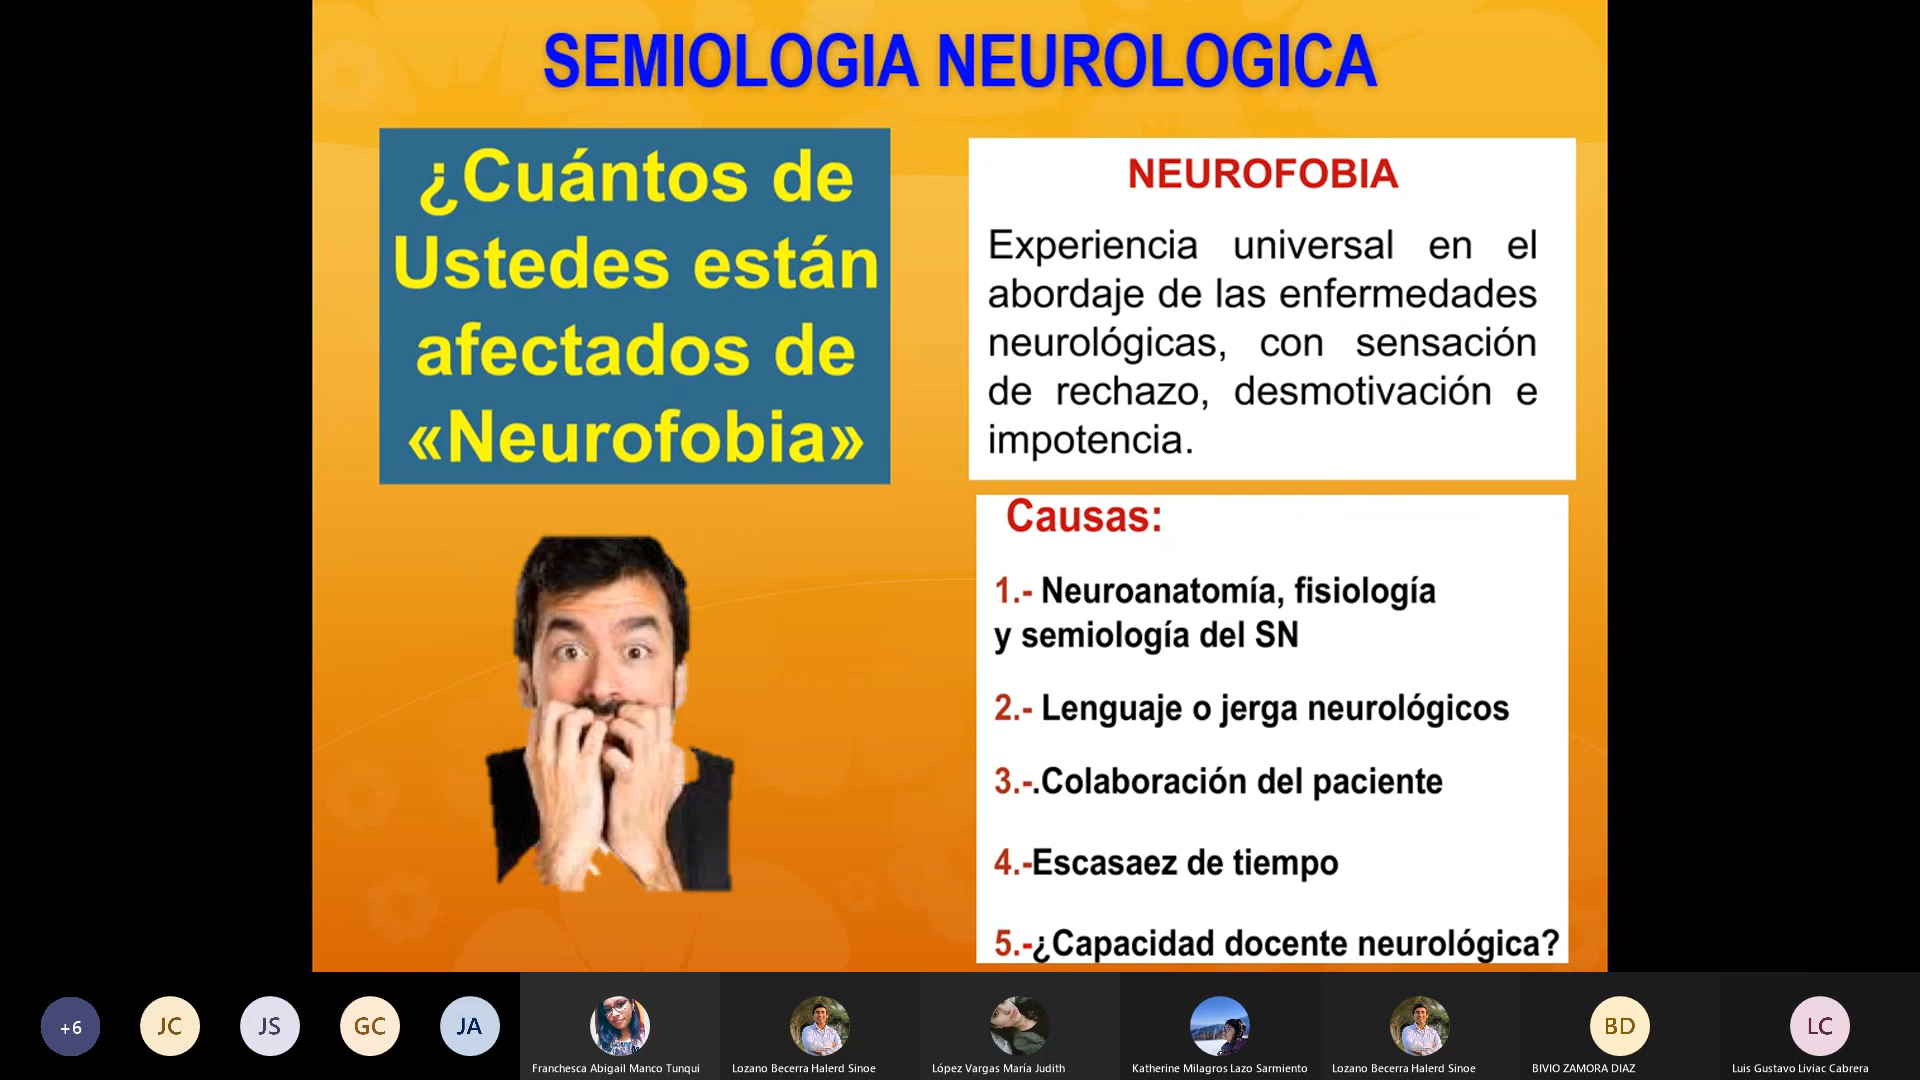 SEMIOLOGIA NEUROLOGICA
¿Cuántos de
Ustedes están
afectados de
«Neurofobia»
NEUROFOBIA
Experiencia universal en el
abordaje de las enfermedades
neurológicas, con sensación
de rechazo, desmotivación e
impotencia.
Causas:
1.- Neuroanatomía, fisiología
y semiología del SN
2.- Lenguaje o jerga neurológicos
3.-.Colaboración del paciente
4.-Escasaez de tiempo
5.-¿Capacidad docente neurológica?
+6
JC
JS
GC
JA
BD
LC
Franchesca Abigail Manco Tunqui
Lozano Becerra Halerd Sinoe
López Vargas María Judith
Katherine Milagros Lazo Sarmiento
Lozano Becerra Halerd Sinoe
BIVIO ZAMORA DIAZ
Luis Gustavo Liviac Cabrera